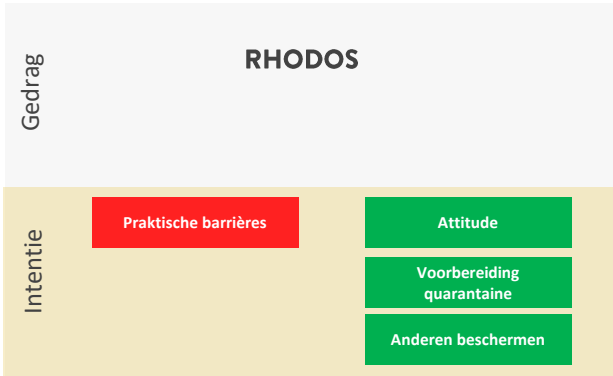 Gedrag
RHODOS
Intentie
Praktische barrières
Attitude
Voorbereiding
quarantaine
Anderen beschermen